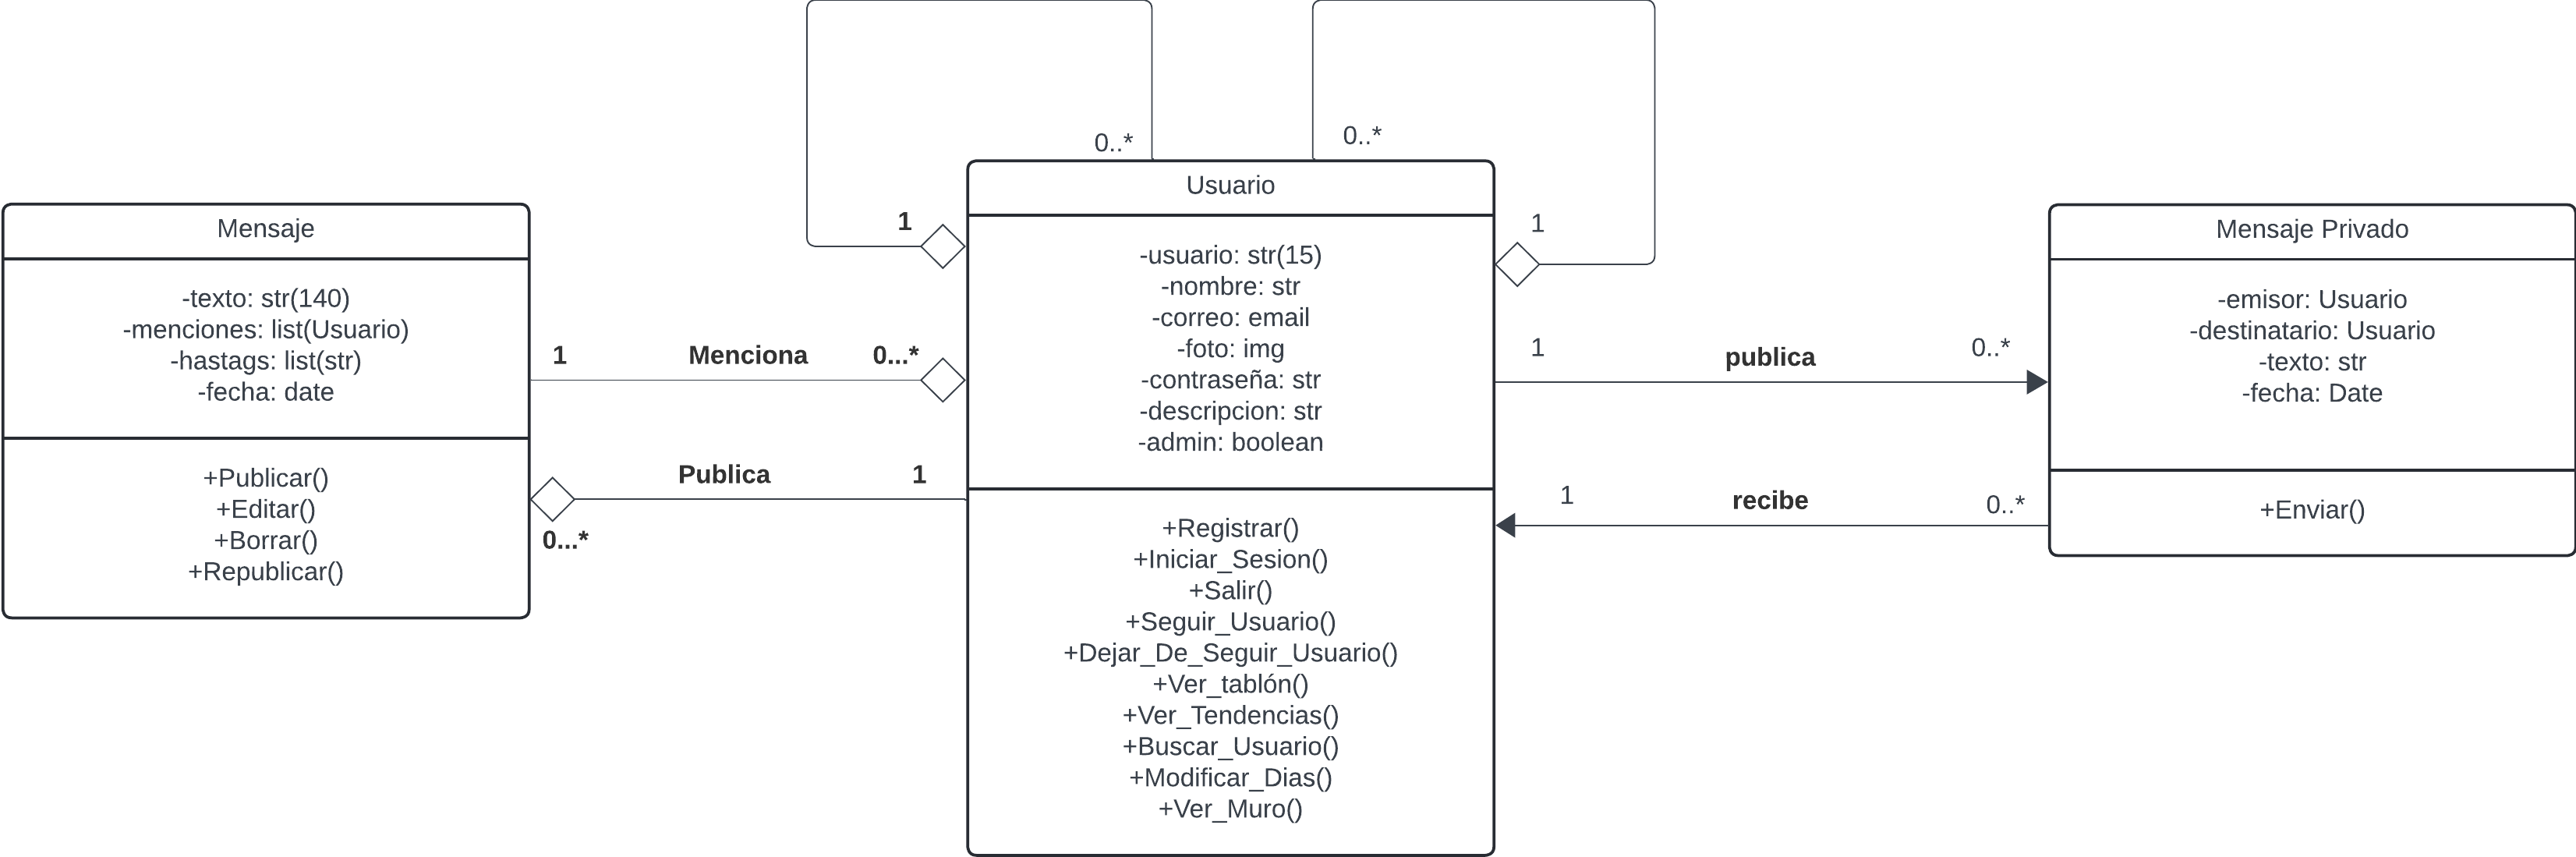 Mensaje
-texto: str(140)
-menciones: list(Usuario)
-hastags: list(str)
-fecha: date
+Publicar()
+Editar()
+Borrar()
+Republicar()
1
Menciona
0...*
Publica
1
0...*
0..*
1
0..*
1
Usuario
-usuario: str(15)
-nombre: str
-correo: email
-foto: img
-contraseña: str
-descripcion: str
-admin: boolean
+Registrar()
+Iniciar_Sesion()
+Salir()
+Seguir_Usuario()
+Dejar_De_Seguir_Usuario()
+Ver_tablón()
+Ver_Tendencias()
+Buscar_Usuario()
+Modificar_Dias()
+Ver_Muro()
1
publica
0..*
1
recibe
0..*
Mensaje Privado
-emisor: Usuario
-destinatario: Usuario
-texto: str
-fecha: Date
+Enviar()